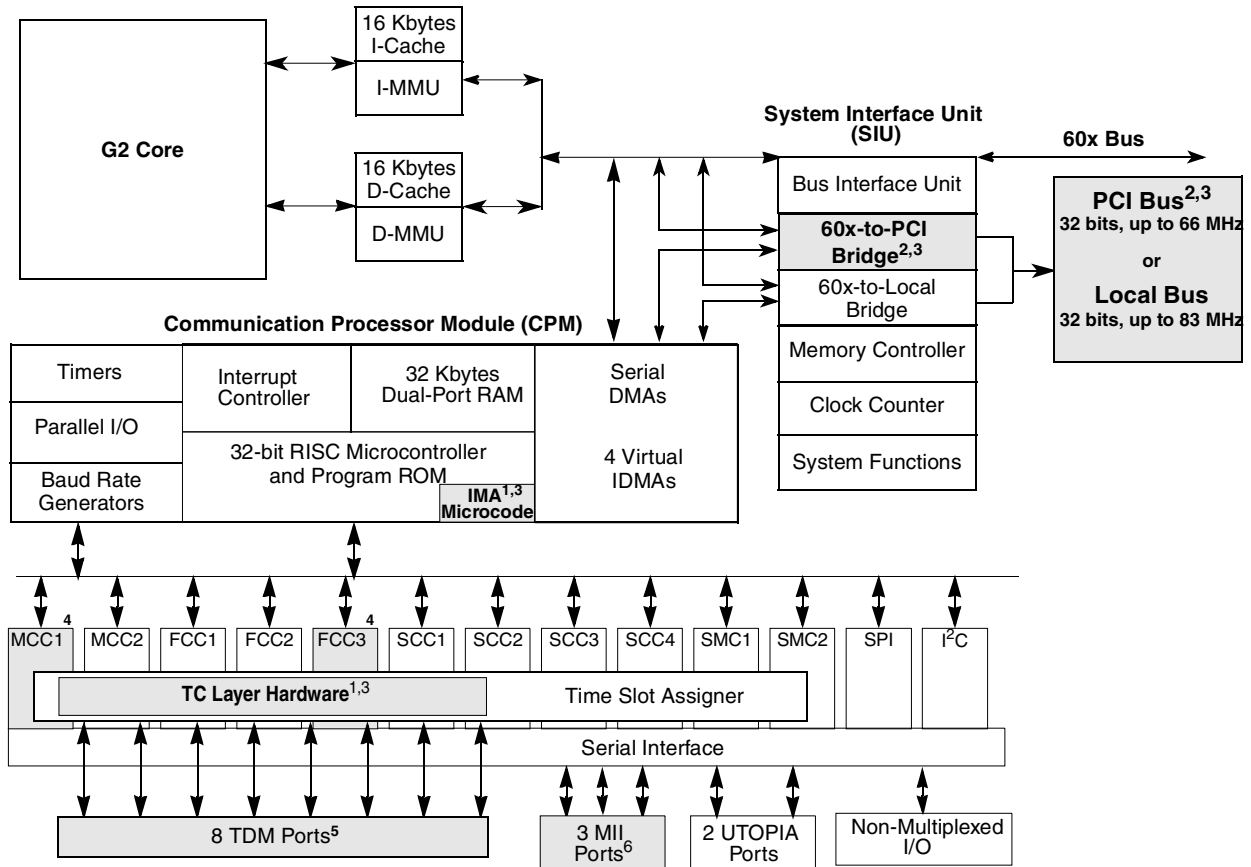 16 Kbytes
I-Cache
I-MMU
G2 Core
16 Kbytes
D-Cache
D-MMU
System Interface Unit
(SIU)
60x Bus
Bus Interface Unit
60x-to-PCI
Bridge2,3
60x-to-Local
Bridge
Memory Controller
Clock Counter
System Functions
PCI Bus2,3
32 bits, up to 66 MHz
or
Local Bus
32 bits, up to 83 MHz
Communication Processor Module (CPM)
Timers
Parallel I/O
Baud Rate
Generators
Interrupt
Controller
32 Kbytes
Dual-Port RAM
32-bit RISC Microcontroller
and Program ROM
IMA1,3
Microcode
Serial
DMAs
4 Virtual
IDMAs
MCC1 4
MCC2
FCC1
FCC2
FCC3 4
SCC1
SCC2
SCC3
SCC4
SMC1
SMC2
SPI
I2C
TC Layer Hardware1,3
Time Slot Assigner
Serial Interface
8 TDM Ports5
3 MII
Ports6
2 UTOPIA
Ports
Non-Multiplexed
I/O